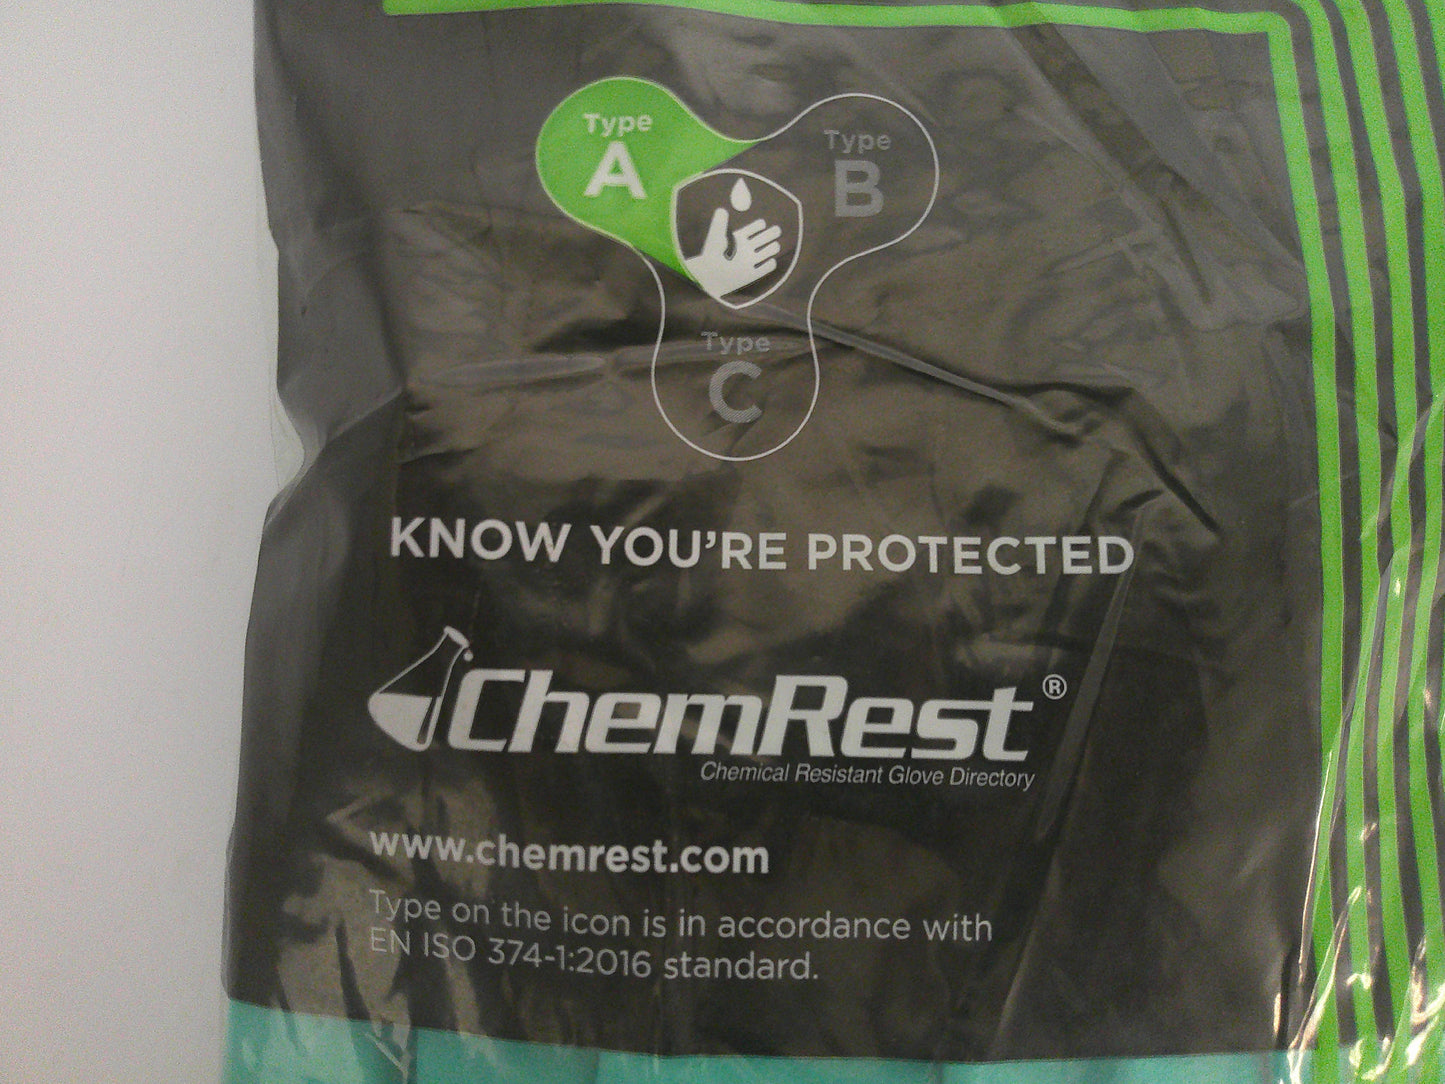 Type
A
Type
B
Type
C
KNOW YOU'RE PROTECTED
ChemRest®
Chemical Resistant Glove Directory
www.chemrest.com
Type on the icon is in accordance with
EN ISO 374-1:2016 standard.